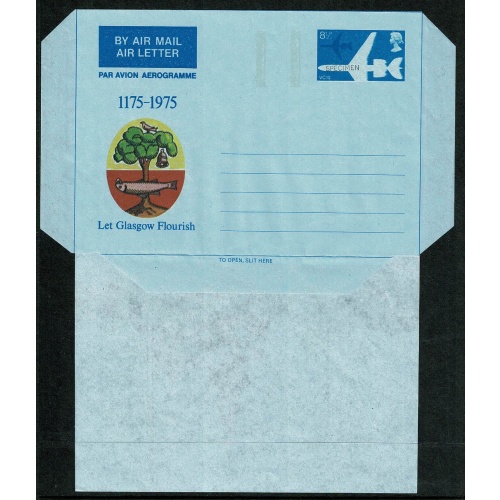 BY AIR MAIL
AIR LETTER
PAR AVION AEROGRAMME
8½
SPECIMEN
1175-1975
Let Glasgow Flourish
TO OPEN, SLIT HERE